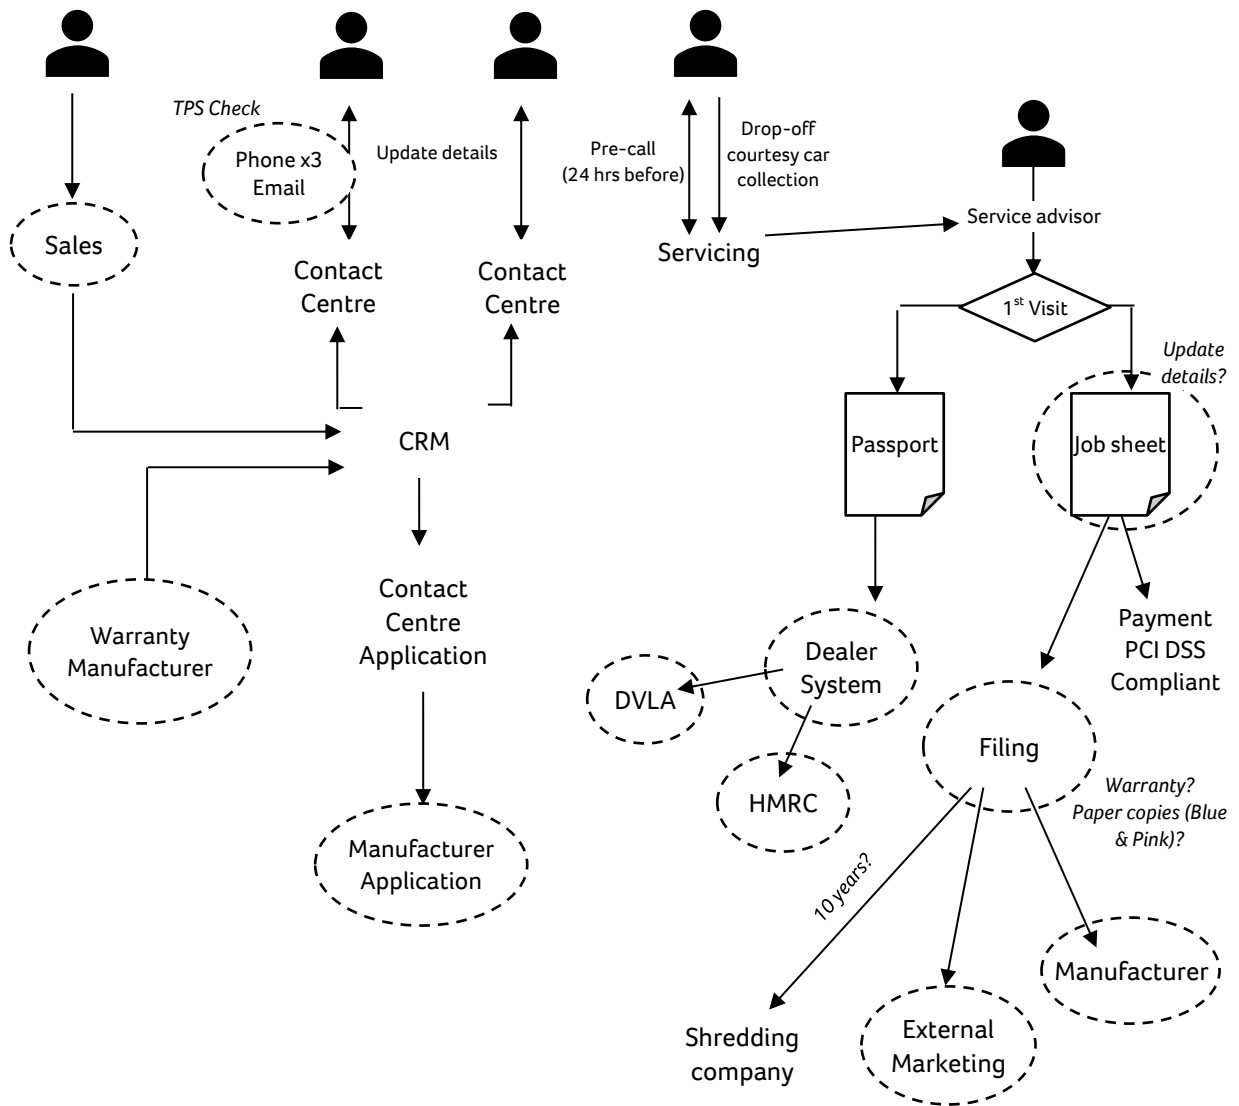 TPS Check
Phone x3
Email
Update details
Pre-call
(24 hrs before)
Drop-off
courtesy car
collection
Sales
Contact
Centre
Contact
Centre
Servicing
Service advisor
1st Visit
Update
details?
CRM
Passport
Job sheet
Warranty
Manufacturer
Contact
Centre
Application
Dealer
System
DVLA
HMRC
Payment
PCI DSS
Compliant
Filing
Warranty?
Paper copies (Blue
& Pink)?
10 years?
Manufacturer
Application
Manufacturer
Shredding
company
External
Marketing